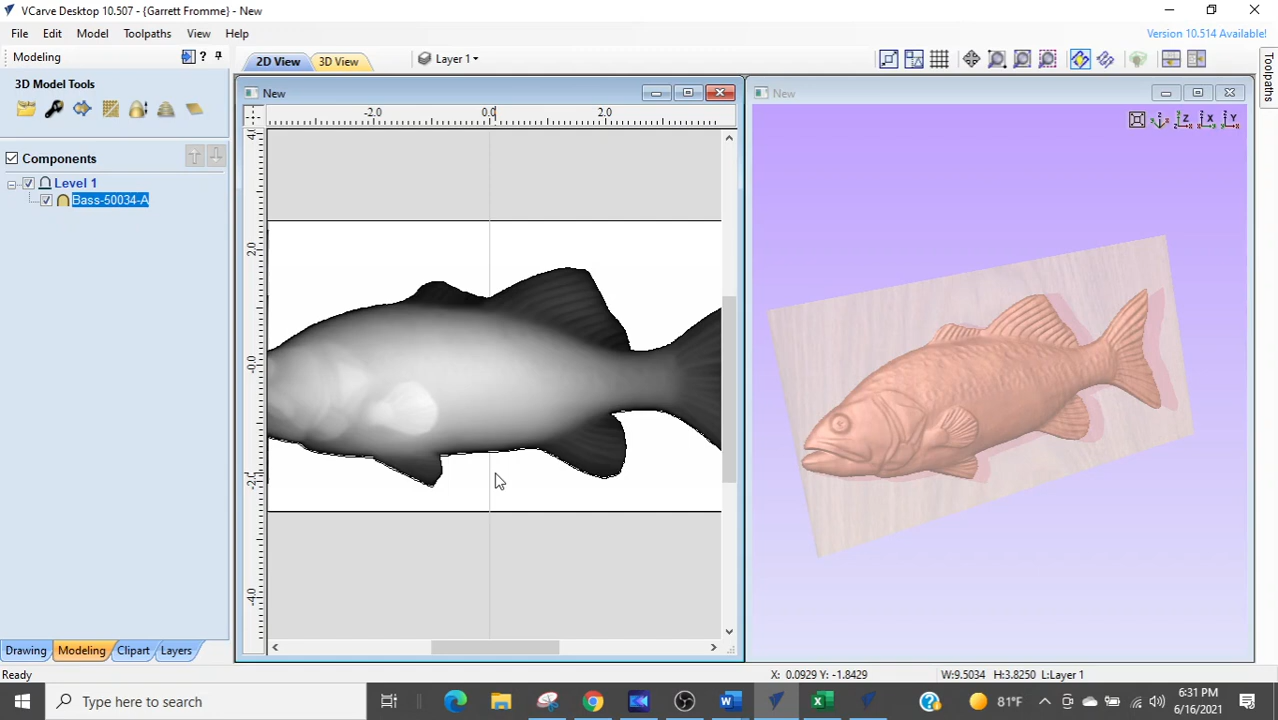 VCarve Desktop 10.507 - {Garrett Fromme} - New
File Edit Model Toolpaths View Help
Version 10.514 Available!
Modeling
2D View 3D View Layer 1
Toolpaths
3D Model Tools
New
New
-2.0 0.0 2.0
4.0
2.0
-0.0
-2.0
-4.0
Z X Y
Components
Level 1
Bass-50034-A
Drawing Modeling Clipart Layers
Ready
X: 0.0929 Y: -1.8429
W:9.5034 H:3.8250 L:Layer 1
Type here to search
81°F
6:31 PM
6/16/2021